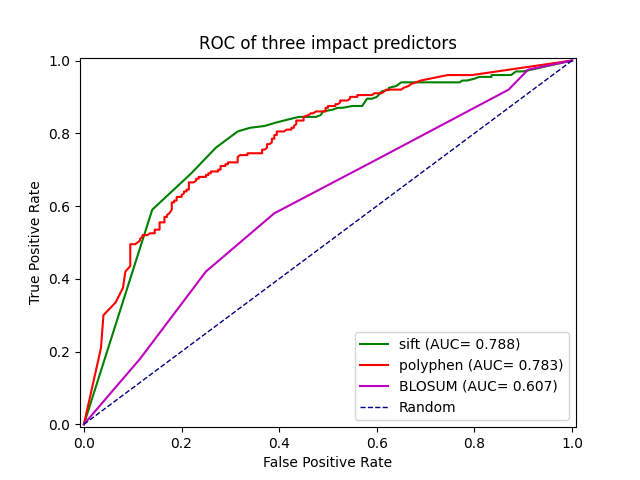 ROC of three impact predictors
1.0
0.8
0.6
0.4
0.2
0.0
True Positive Rate
sift (AUC= 0.788)
polyphen (AUC= 0.783)
BLOSUM (AUC= 0.607)
Random
0.0 0.2 0.4 0.6 0.8 1.0
False Positive Rate